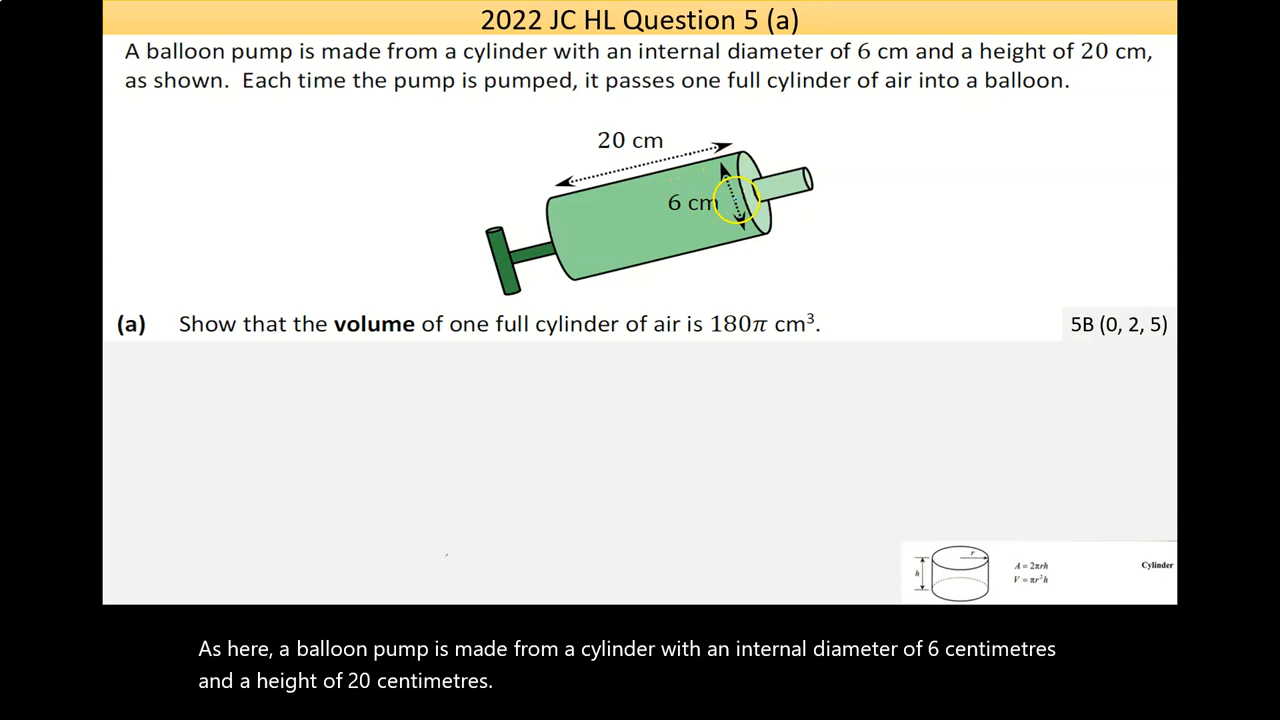 2022 JC HL Question 5 (a)
A balloon pump is made from a cylinder with an internal diameter of 6 cm and a height of 20 cm,
as shown.  Each time the pump is pumped, it passes one full cylinder of air into a balloon.
20 cm
6 cm
(a) Show that the volume of one full cylinder of air is 180π cm³.
5B (0, 2, 5)
r
h
A = 2πrh
Cylinder
V = πr²h
As here, a balloon pump is made from a cylinder with an internal diameter of 6 centimetres
and a height of 20 centimetres.